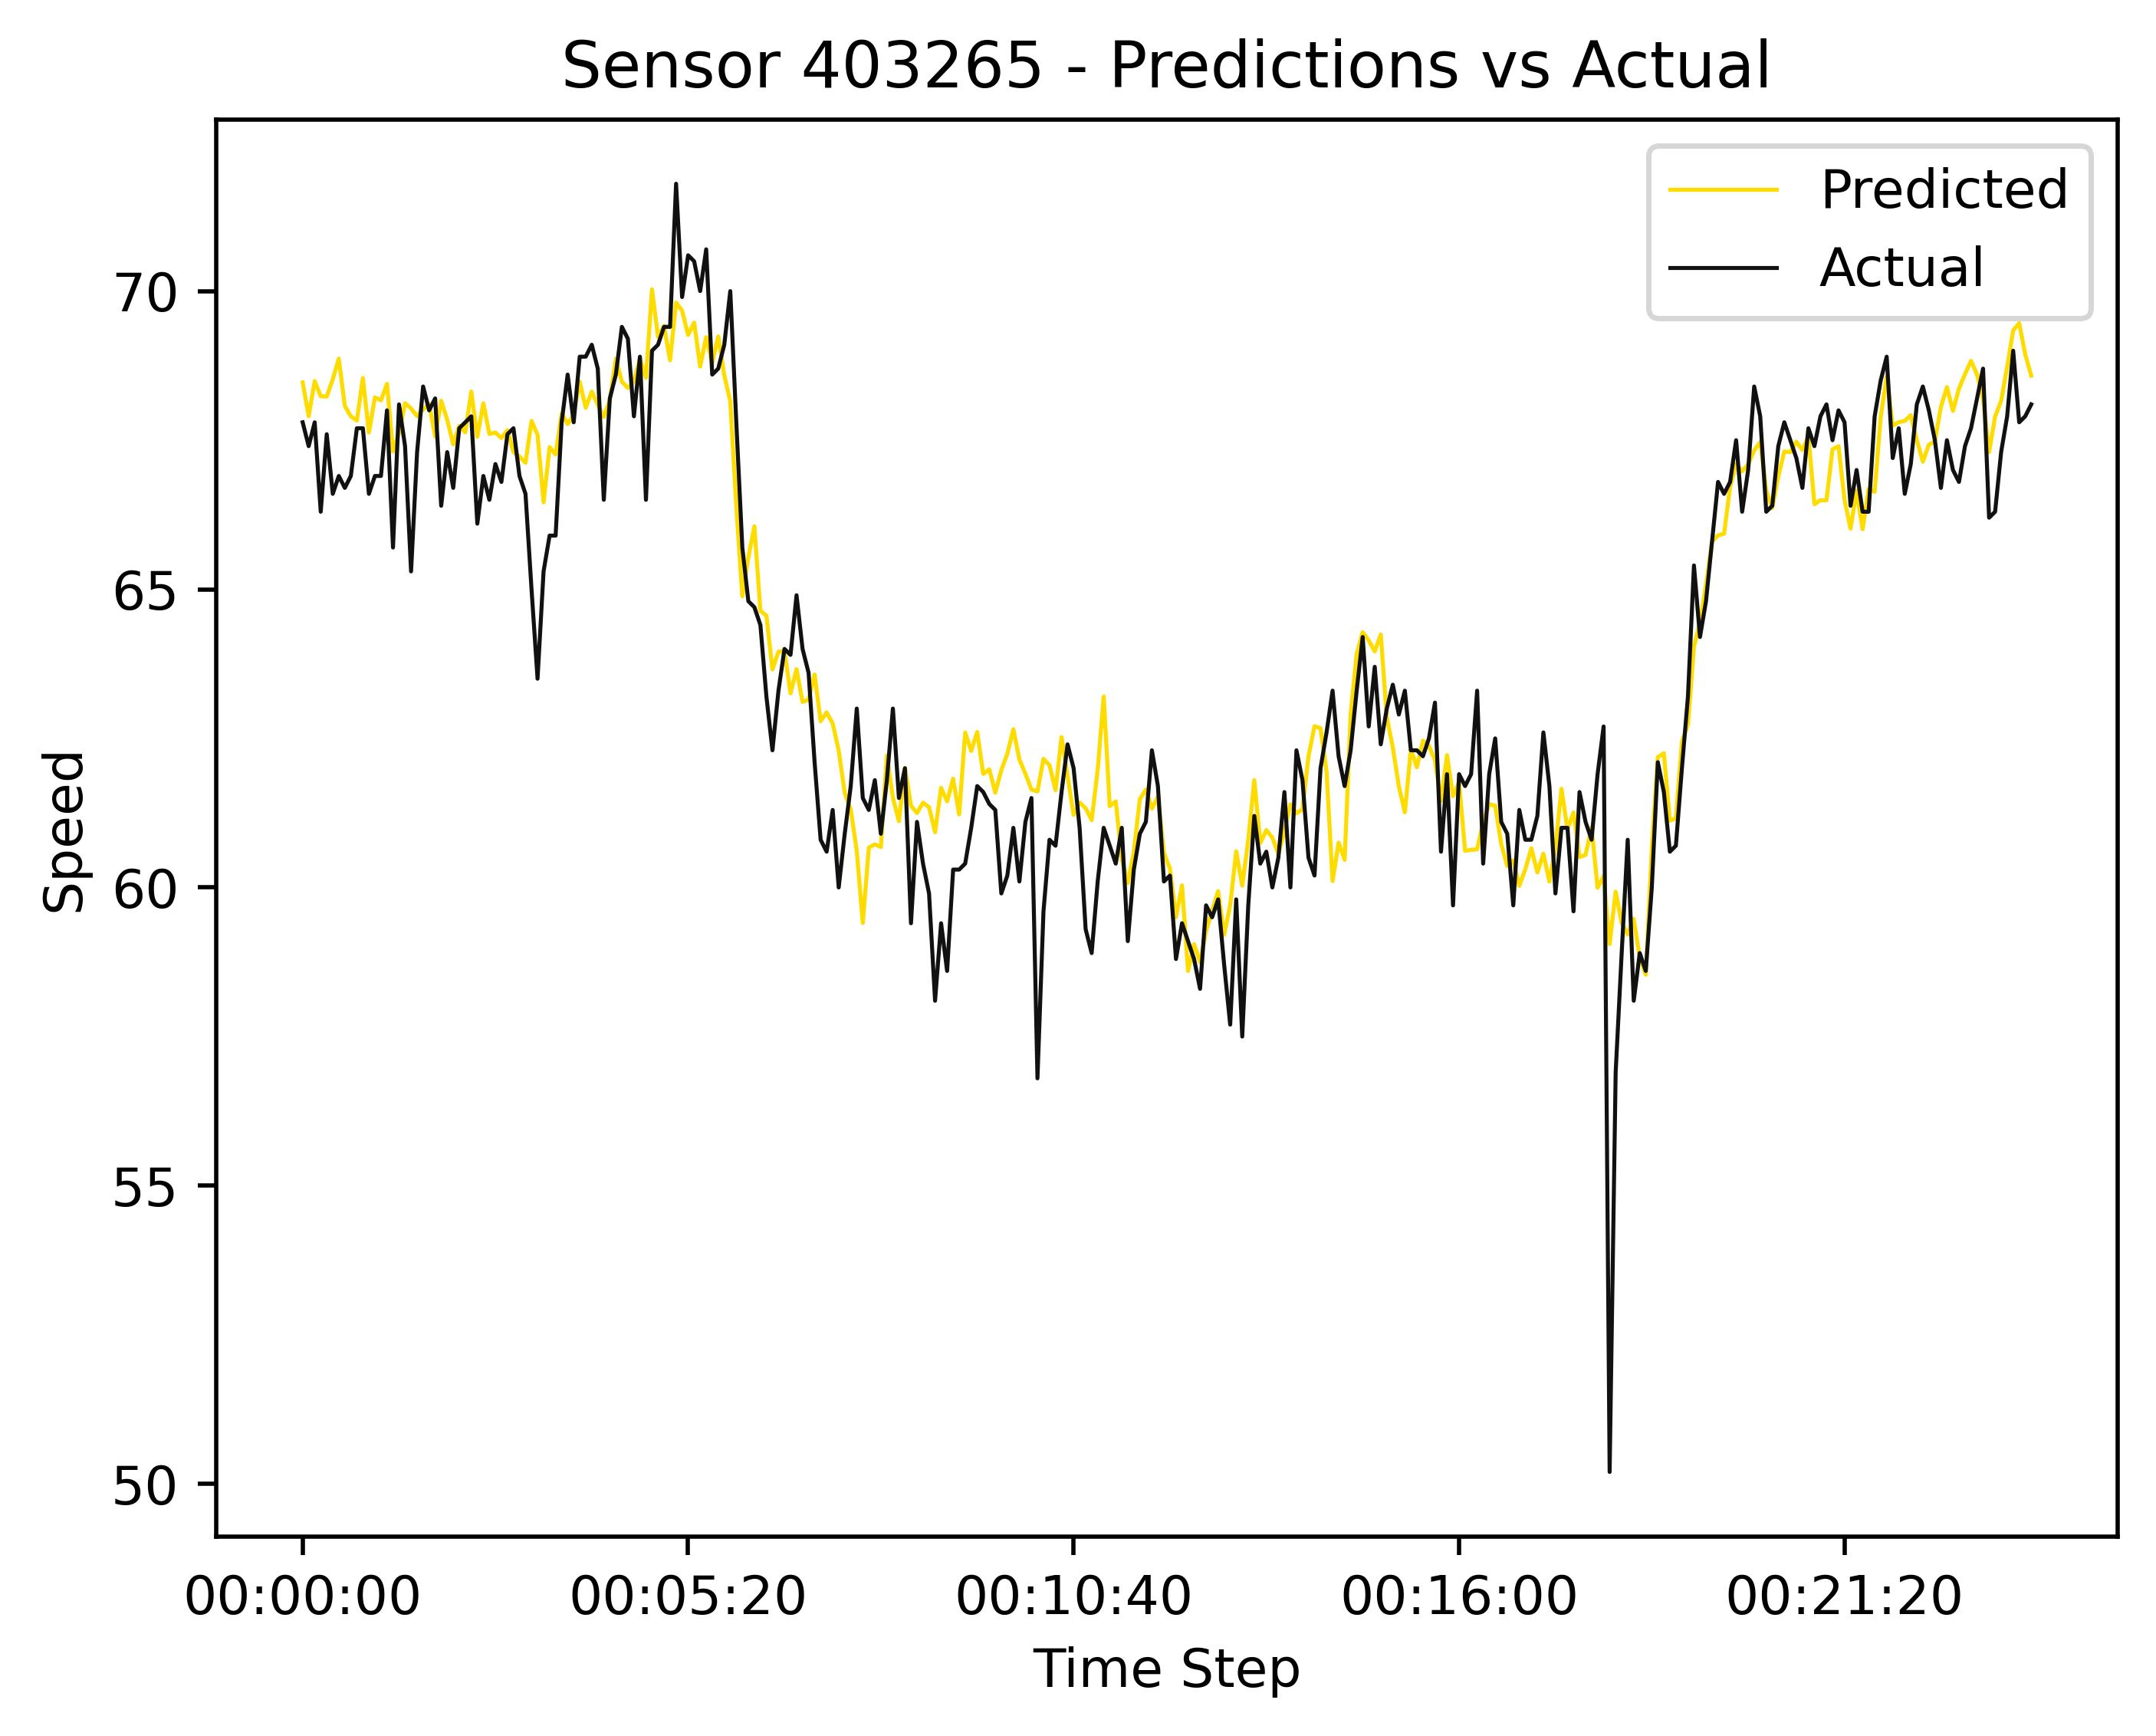 Sensor 403265 - Predictions vs Actual
Predicted
Actual
70
65
60
55
50
Speed
00:00:00
00:05:20
00:10:40
00:16:00
00:21:20
Time Step